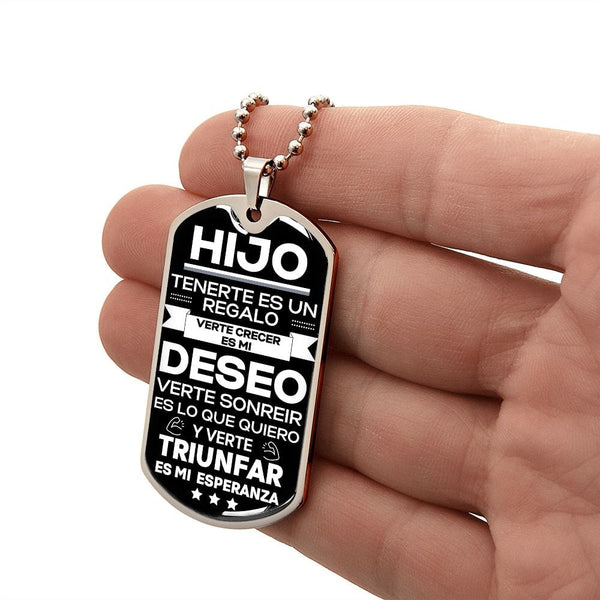 HIJO
TENERTE ES UN
REGALO
VERTE CRECER
ES MI
DESEO
VERTE SONREIR
ES LO QUE QUIERO
Y VERTE
TRIUNFAR
ES MI ESPERANZA